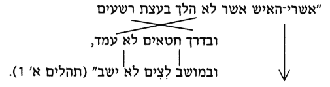 "אשרי-האיש אשר לא הלך בעצת רשעים
ובדרך חטאים לא עמד,
ובמושב לצים לא ישב" (תהלים א' 1).